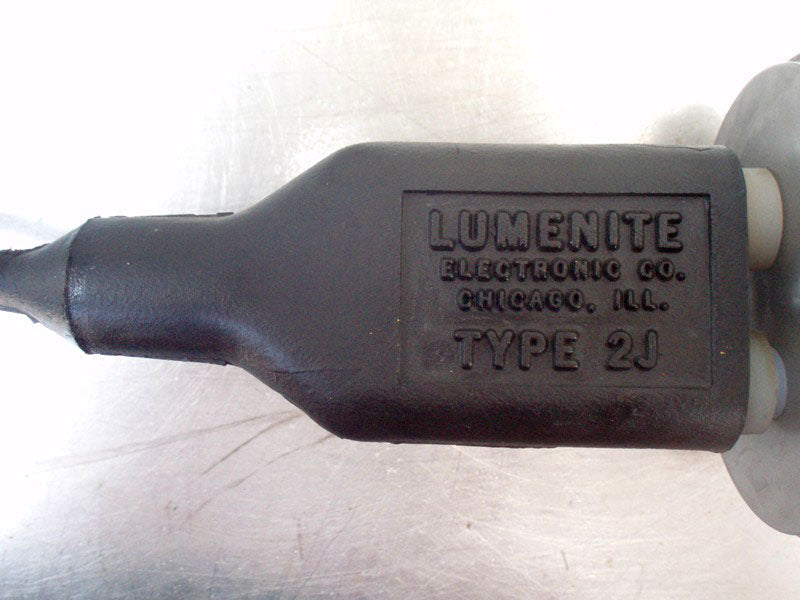 LUMENITE
ELECTRONIC CO.
CHICAGO, ILL.
TYPE 2J